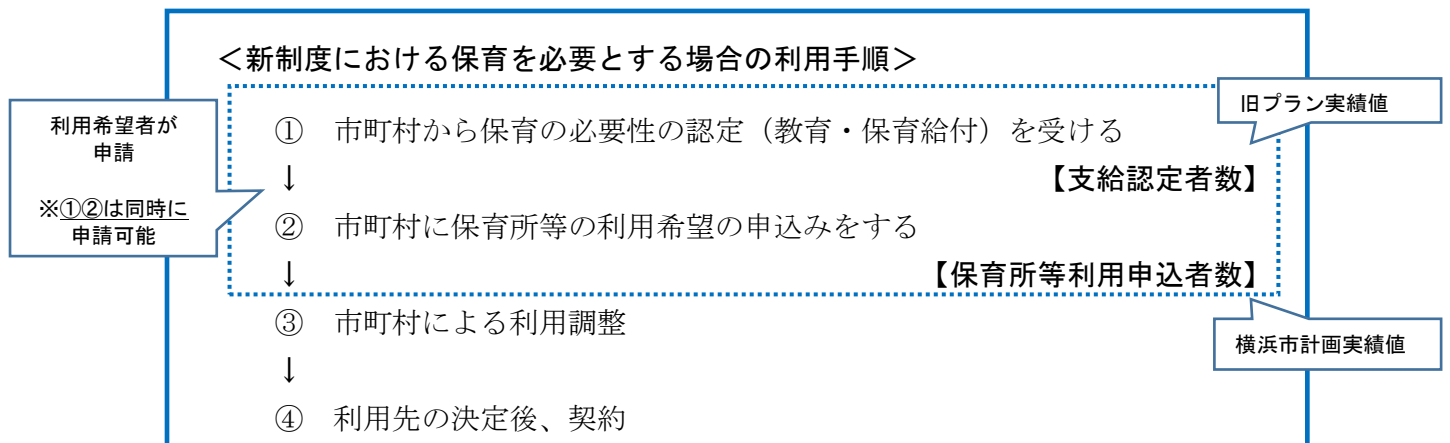 ＜新制度における保育を必要とする場合の利用手順＞
旧プラン実績値
利用希望者が
申請
※①②は同時に
申請可能
① 市町村から保育の必要性の認定（教育・保育給付）を受ける
↓ 【支給認定者数】
② 市町村に保育所等の利用希望の申込みをする
↓ 【保育所等利用申込者数】
③ 市町村による利用調整
横浜市計画実績値
↓
④ 利用先の決定後、契約